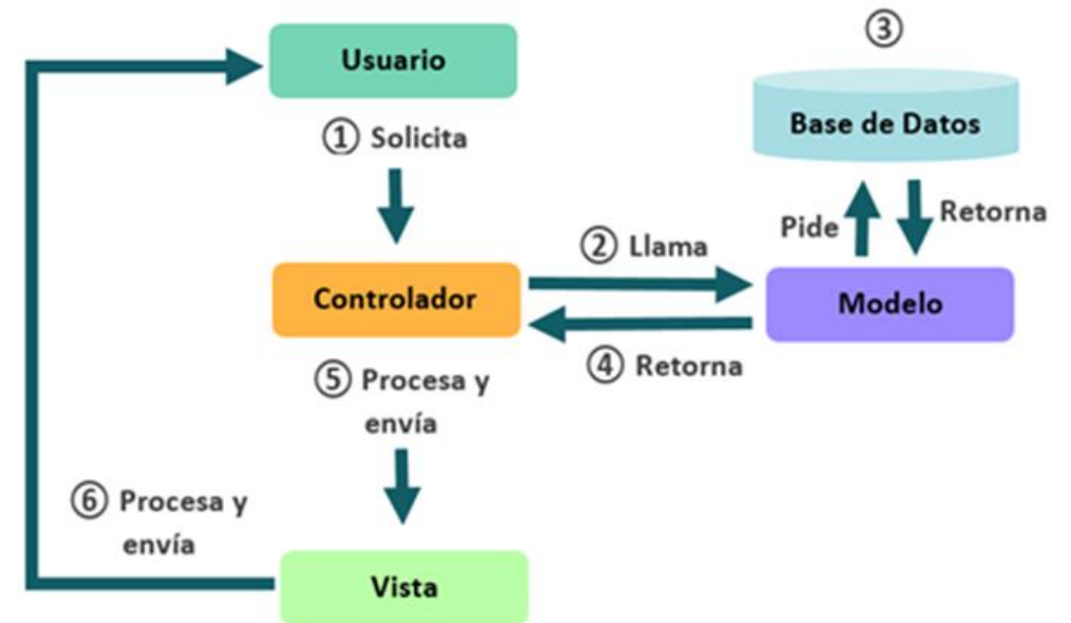 ③
Usuario
Base de Datos
① Solicita
Pide
Retorna
② Llama
Controlador
Modelo
④ Retorna
⑤ Procesa y
envía
⑥ Procesa y
envía
Vista